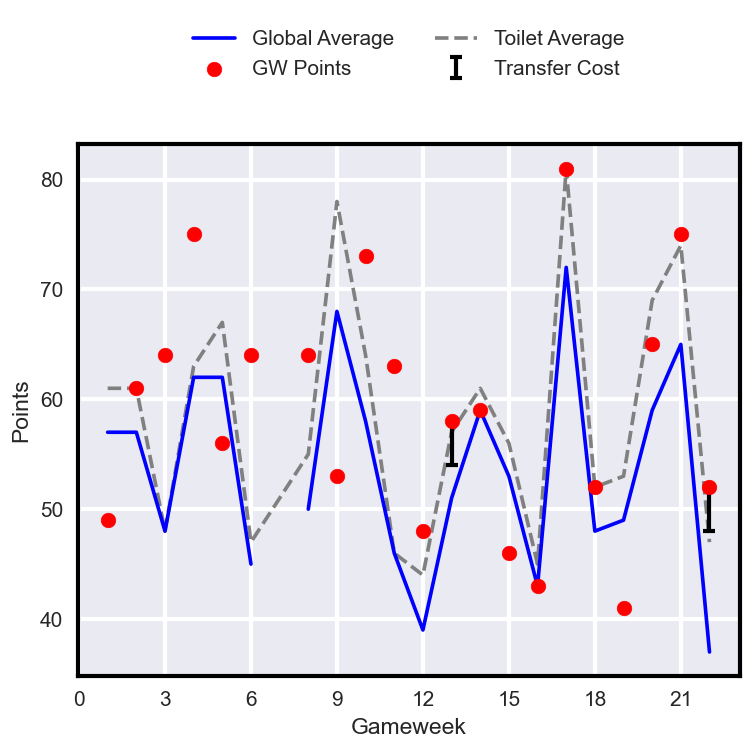 Global Average
Toilet Average
GW Points
Transfer Cost
80
70
60
50
40
Points
0 3 6 9 12 15 18 21
Gameweek